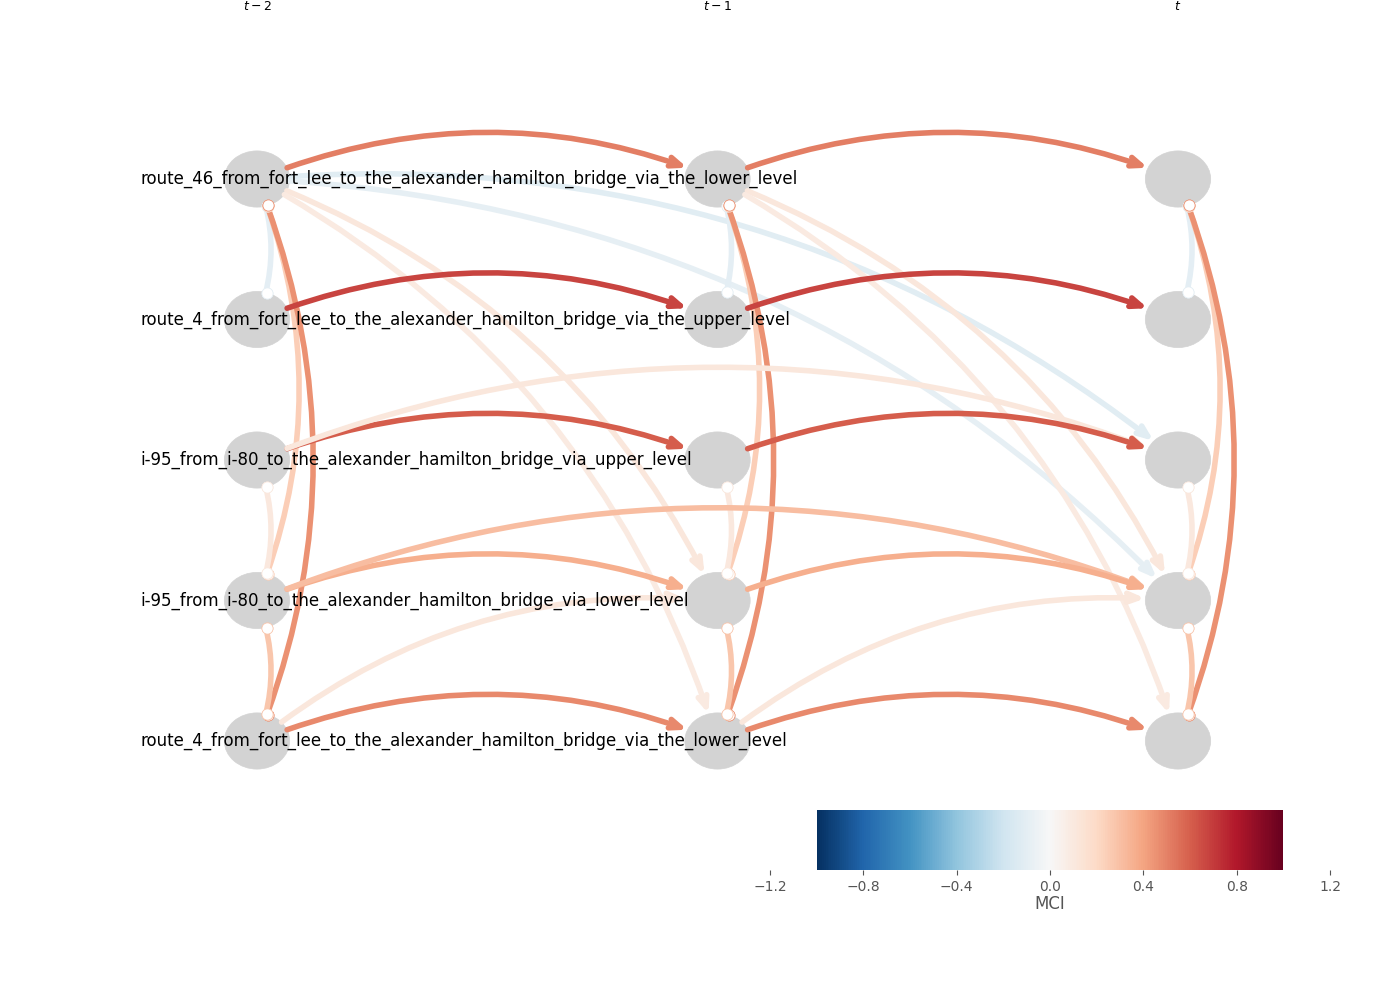 t − 2 t − 1 t
route_46_from_fort_lee_to_the_alexander_hamilton_bridge_via_the_lower_level
route_4_from_fort_lee_to_the_alexander_hamilton_bridge_via_the_upper_level
i-95_from_i-80_to_the_alexander_hamilton_bridge_via_upper_level
i-95_from_i-80_to_the_alexander_hamilton_bridge_via_lower_level
route_4_from_fort_lee_to_the_alexander_hamilton_bridge_via_the_lower_level
−1.2 −0.8 −0.4 0.0 0.4 0.8 1.2
MCI